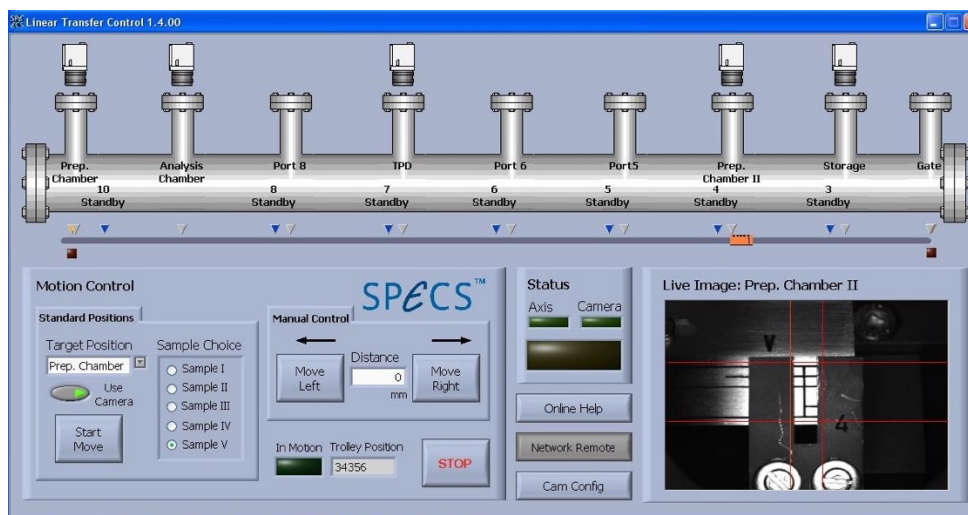 SPECS Linear Transfer Control 1.4.00
Prep. Chamber
Analysis Chamber
Port 8
TPD
Port 6
Port5
Prep. Chamber II
Storage
Gate
10
8
7
6
5
4
3
Standby
Standby
Standby
Standby
Standby
Standby
Standby
1
Motion Control
SPECS™
Standard Positions
Target Position
Prep. Chamber
Use Camera
Start Move
Sample Choice
Sample I
Sample II
Sample III
Sample IV
Sample V
Manual Control
Move Left
Distance
0
mm
Move Right
In Motion
Trolley Position
34356
STOP
Status
Axis
Camera
Online Help
Network Remote
Cam Config
Live Image: Prep. Chamber II
V
4